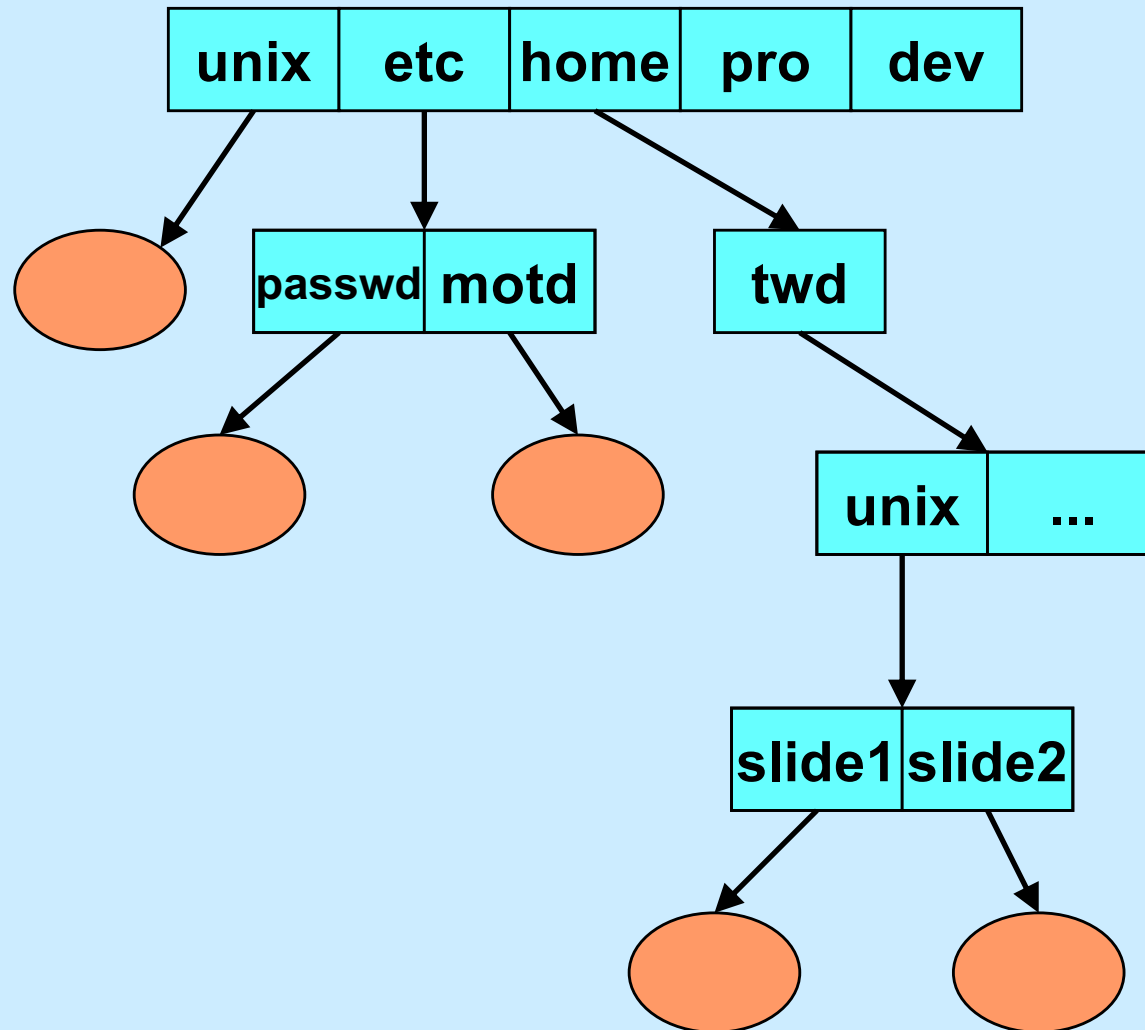 unix etc home pro dev
passwd motd twd
unix ...
slide1 slide2